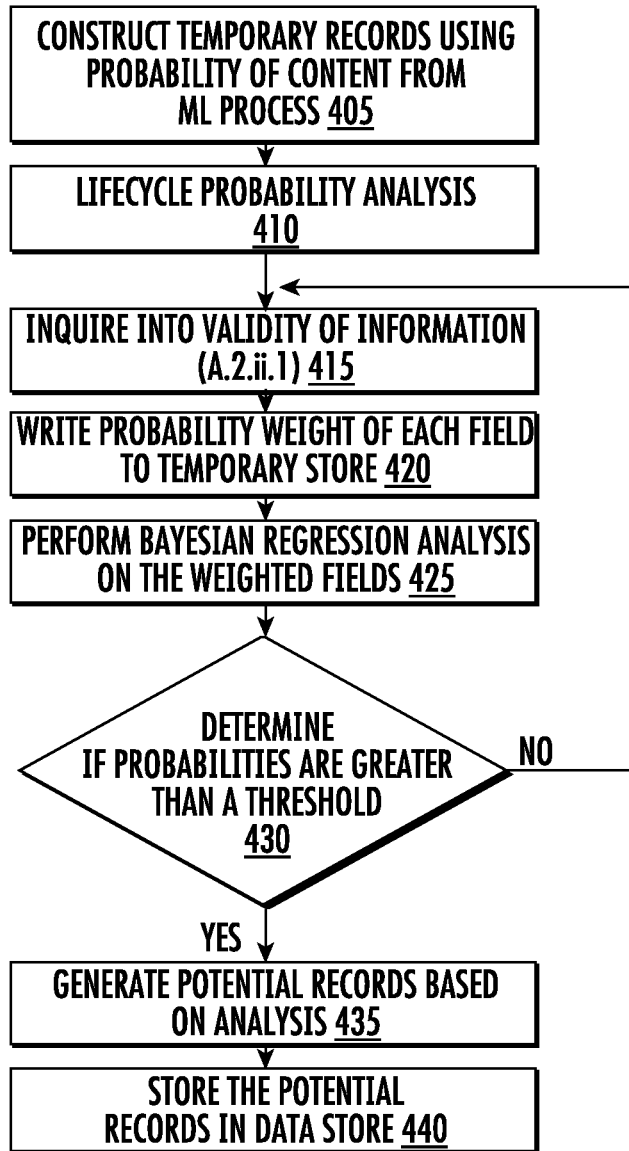 CONSTRUCT TEMPORARY RECORDS USING
PROBABILITY OF CONTENT FROM
ML PROCESS 405
LIFECYCLE PROBABILITY ANALYSIS
410
INQUIRE INTO VALIDITY OF INFORMATION
(A.2.ii.1) 415
WRITE PROBABILITY WEIGHT OF EACH FIELD
TO TEMPORARY STORE 420
PERFORM BAYESIAN REGRESSION ANALYSIS
ON THE WEIGHTED FIELDS 425
DETERMINE
IF PROBABILITIES ARE GREATER
THAN A THRESHOLD
430
NO
YES
GENERATE POTENTIAL RECORDS BASED
ON ANALYSIS 435
STORE THE POTENTIAL
RECORDS IN DATA STORE 440